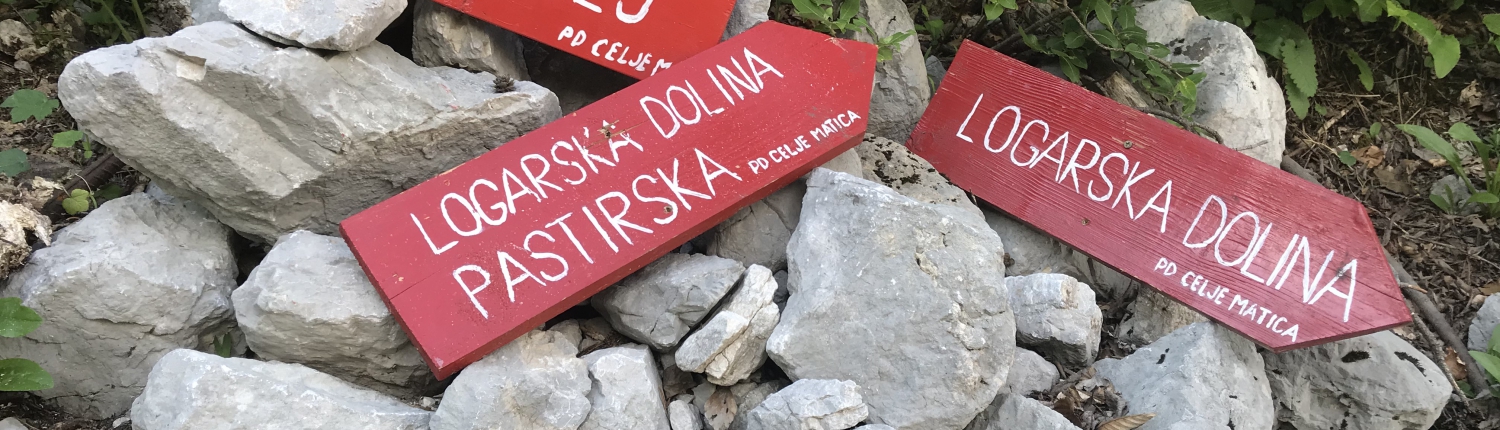 PD CELJE M
LOGARSKA DOLINA
PASTIRSKA
PD CELJE MATICA
LOGARSKA DOLINA
PD CELJE MATICA